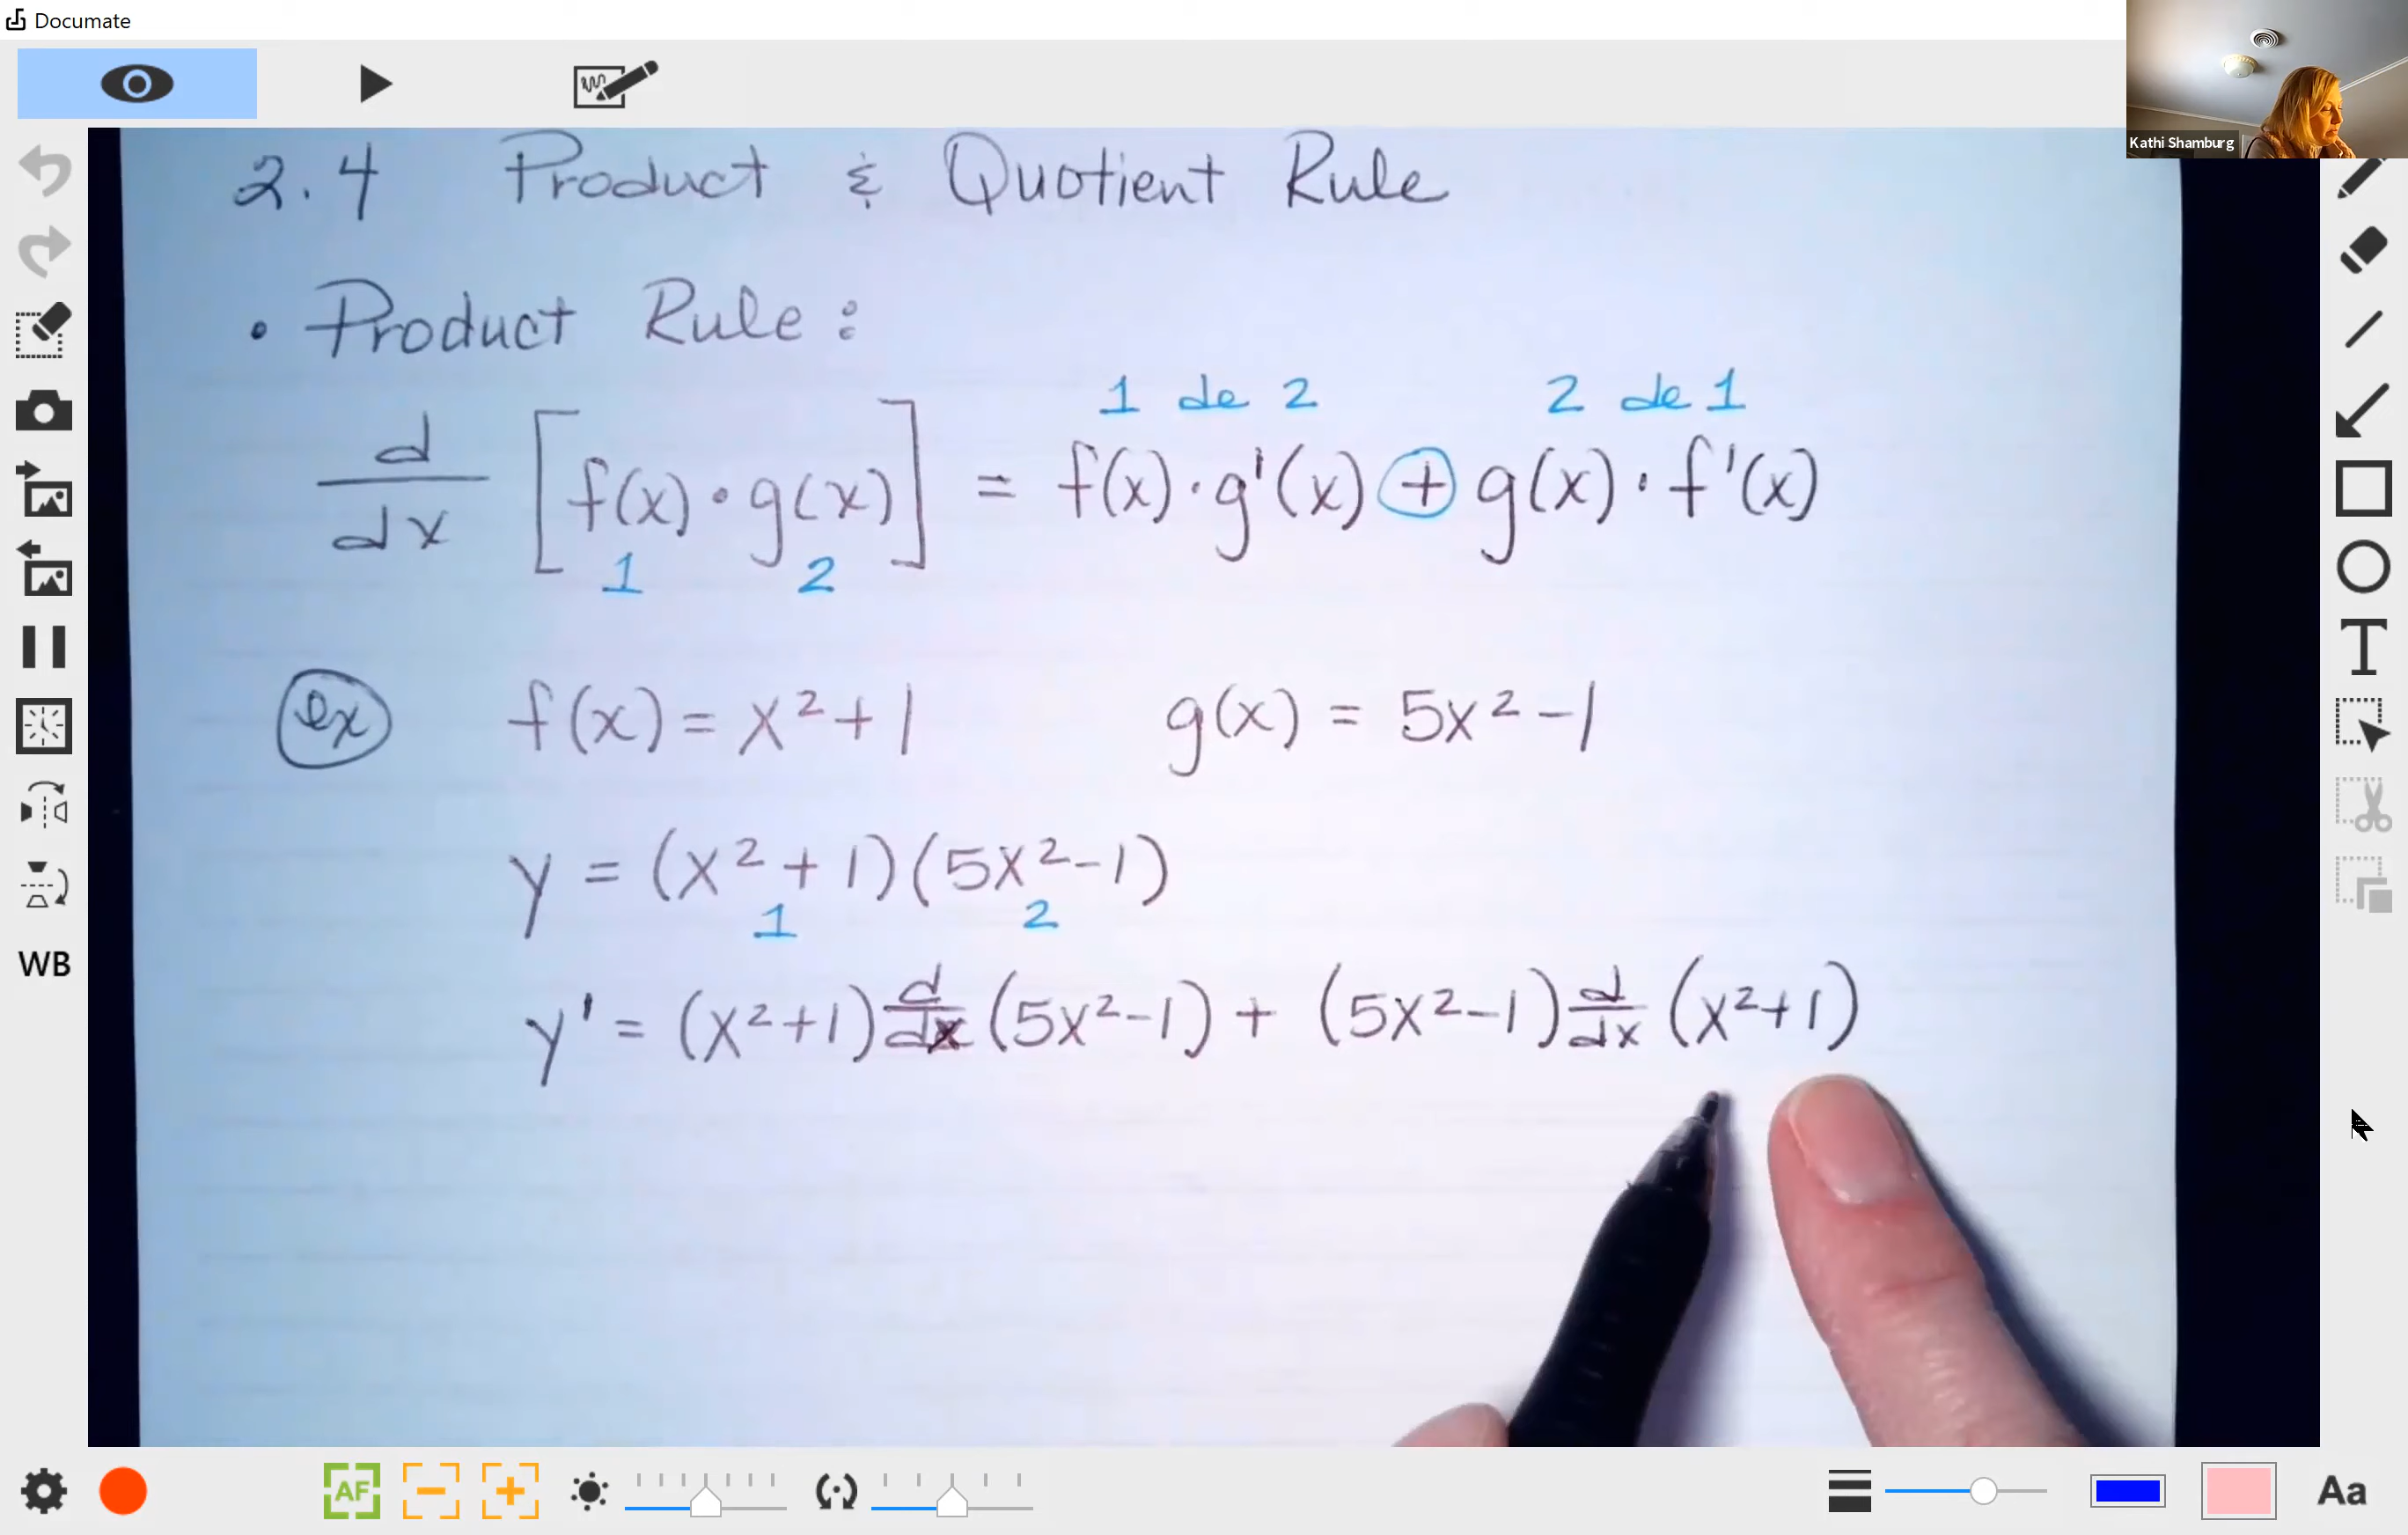 Documate
Kathi Shamburg
2.4 Product & Quotient Rule
• Product Rule:
1 de 2 2 de 1
d/dx [f(x)·g(x)] = f(x)·g'(x) + g(x)·f'(x)
1 2
ex f(x) = x²+1 g(x) = 5x²-1
y = (x²+1)(5x²-1)
1 2
y' = (x²+1) d/dx (5x²-1) + (5x²-1) d/dx (x²+1)
T
WB
AF
Aa